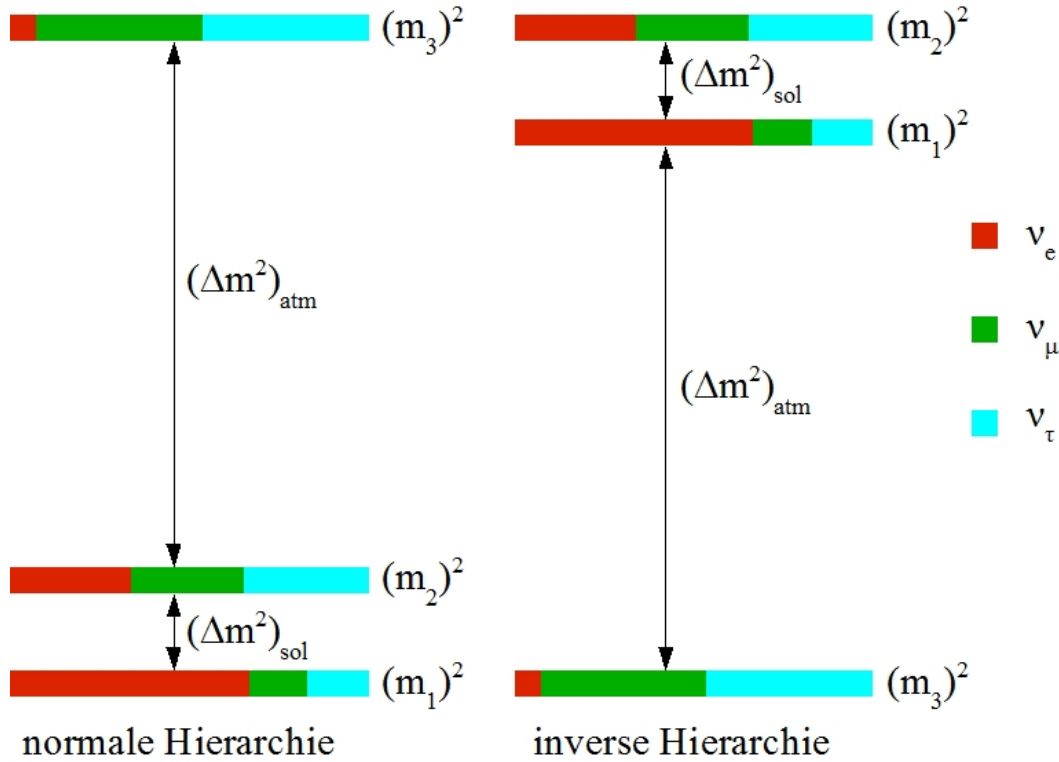 (m₃)²
(Δm²)atm
(m₂)²
(Δm²)sol
(m₁)²
normale Hierarchie
(m₂)²
(Δm²)sol
(m₁)²
(Δm²)atm
(m₃)²
inverse Hierarchie
νe
νμ
ντ